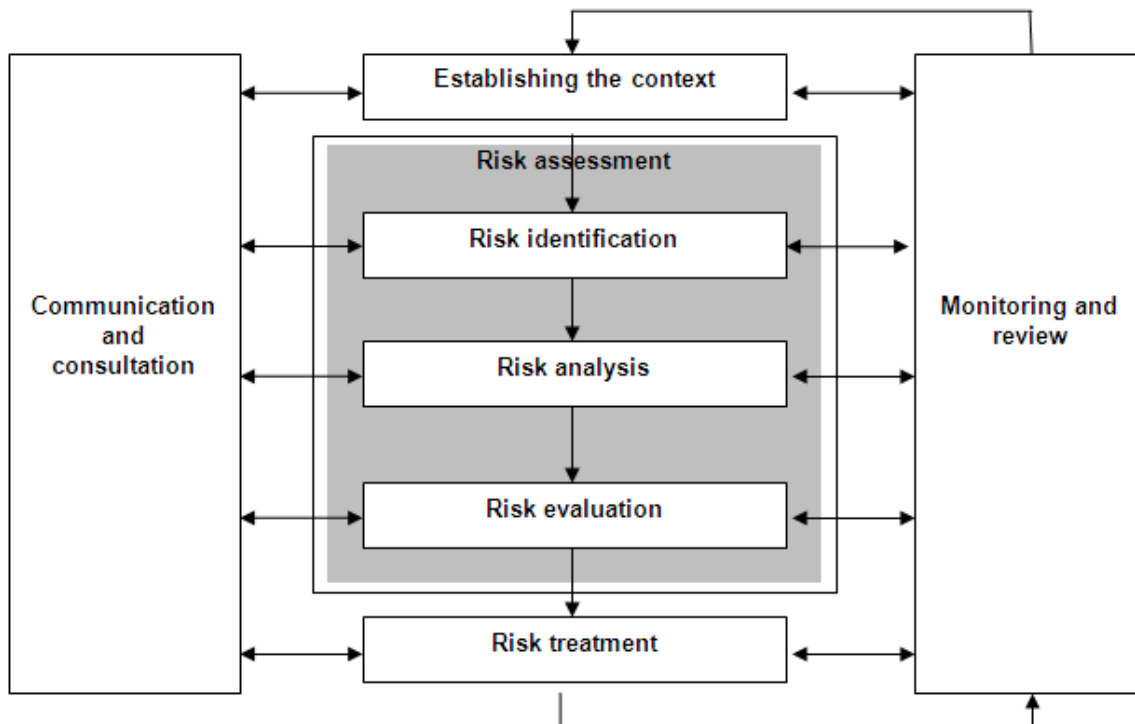 Establishing the context
Risk assessment
Risk identification
Communication
and
consultation
Monitoring and
review
Risk analysis
Risk evaluation
Risk treatment